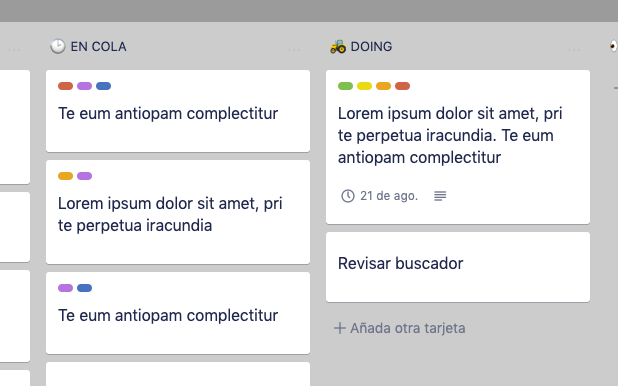 EN COLA
Te eum antiopam complectitur
Lorem ipsum dolor sit amet, pri
te perpetua iracundia
Te eum antiopam complectitur
DOING
Lorem ipsum dolor sit amet, pri
te perpetua iracundia. Te eum
antiopam complectitur
21 de ago.
Revisar buscador
+ Añada otra tarjeta